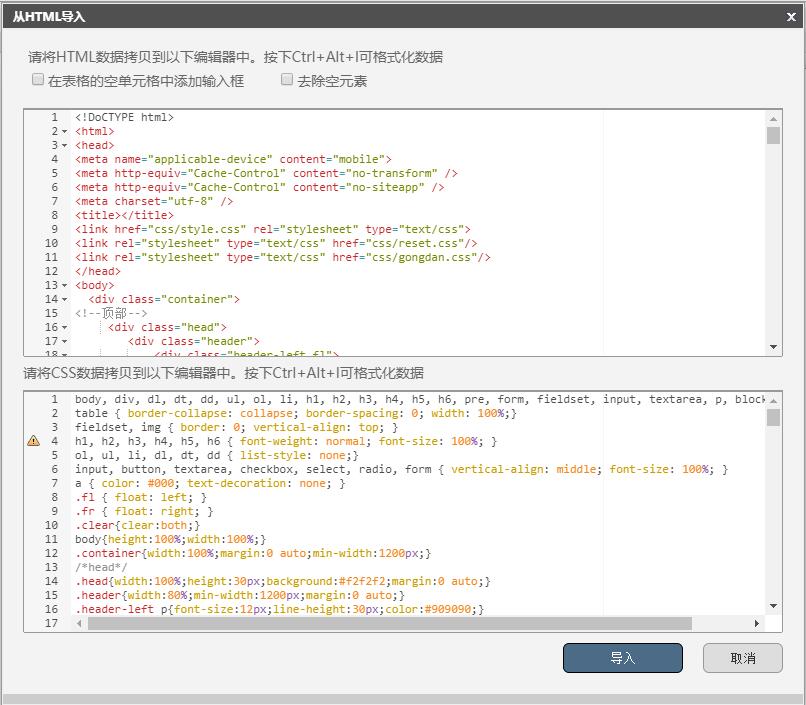 从HTML导入 x
请将HTML数据拷贝到以下编辑器中。按下Ctrl+Alt+I可格式化数据
在表格的空单元格中添加输入框 去除空元素
1 <!DoCTYPE html>
2 <html>
3 <head>
4 <meta name="applicable-device" content="mobile">
5 <meta http-equiv="Cache-Control" content="no-transform" />
6 <meta http-equiv="Cache-Control" content="no-siteapp" />
7 <meta charset="utf-8" />
8 <title></title>
9 <link href="css/style.css" rel="stylesheet" type="text/css">
10 <link rel="stylesheet" type="text/css" href="css/reset.css"/>
11 <link rel="stylesheet" type="text/css" href="css/gongdan.css"/>
12 </head>
13 <body>
14 <div class="container">
15 <!--顶部-->
16 <div class="head">
17 <div class="header">
18 <div class="header-left fl">
请将CSS数据拷贝到以下编辑器中。按下Ctrl+Alt+I可格式化数据
1 body, div, dl, dt, dd, ul, ol, li, h1, h2, h3, h4, h5, h6, pre, form, fieldset, input, textarea, p, block
2 table { border-collapse: collapse; border-spacing: 0; width: 100%;}
3 fieldset, img { border: 0; vertical-align: top; }
4 h1, h2, h3, h4, h5, h6 { font-weight: normal; font-size: 100%; }
5 ol, ul, li, dl, dt, dd { list-style: none;}
6 input, button, textarea, checkbox, select, radio, form { vertical-align: middle; font-size: 100%; }
7 a { color: #000; text-decoration: none; }
8 .fl { float: left; }
9 .fr { float: right; }
10 .clear{clear:both;}
11 body{height:100%;width:100%;}
12 .container{width:100%;margin:0 auto;min-width:1200px;}
13 /*head*/
14 .head{width:100%;height:30px;background:#f2f2f2;margin:0 auto;}
15 .header{width:80%;min-width:1200px;margin:0 auto;}
16 .header-left p{font-size:12px;line-height:30px;color:#909090;}
17
导入 取消